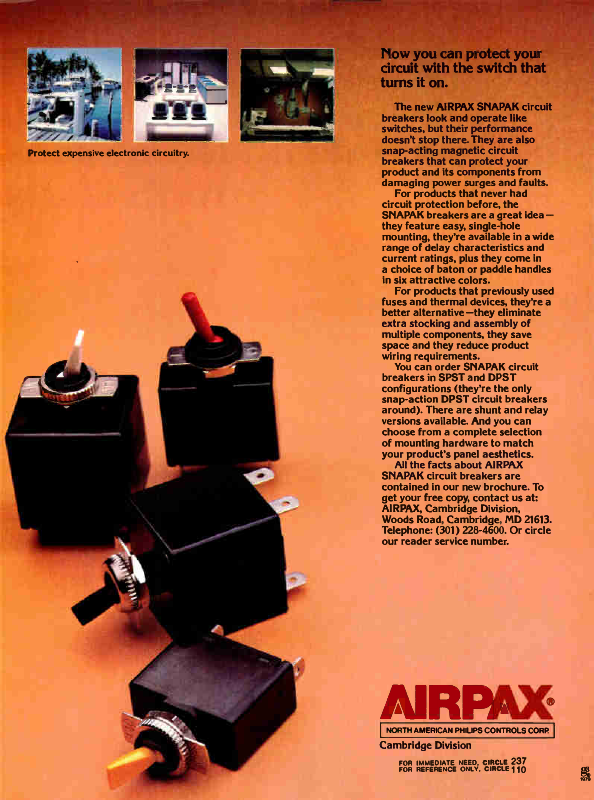 Protect expensive electronic circuitry.
Now you can protect your
circuit with the switch that
turns it on.
The new AIRPAX SNAPAK circuit
breakers look and operate like
switches, but their performance
doesn't stop there. They are also
snap-acting magnetic circuit
breakers that can protect your
product and its components from
damaging power surges and faults.
For products that never had
circuit protection before, the
SNAPAK breakers are a great idea—
they feature easy, single-hole
mounting, they're available in a wide
range of delay characteristics and
current ratings, plus they come in
a choice of baton or paddle handles
in six attractive colors.
For products that previously used
fuses and thermal devices, they're a
better alternative—they eliminate
extra stocking and assembly of
multiple components, they save
space and they reduce product
wiring requirements.
You can order SNAPAK circuit
breakers in SPST and DPST
configurations (they're the only
snap-action DPST circuit breakers
around). There are shunt and relay
versions available. And you can
choose from a complete selection
of mounting hardware to match
your product's panel aesthetics.
All the facts about AIRPAX
SNAPAK circuit breakers are
contained in our new brochure. To
get your free copy, contact us at:
AIRPAX, Cambridge Division,
Woods Road, Cambridge, MD 21613.
Telephone: (301) 228-4600. Or circle
our reader service number.
AIRPAX®
NORTH AMERICAN PHILIPS CONTROLS CORP.
Cambridge Division
FOR IMMEDIATE NEED, CIRCLE 237
FOR REFERENCE ONLY, CIRCLE 110